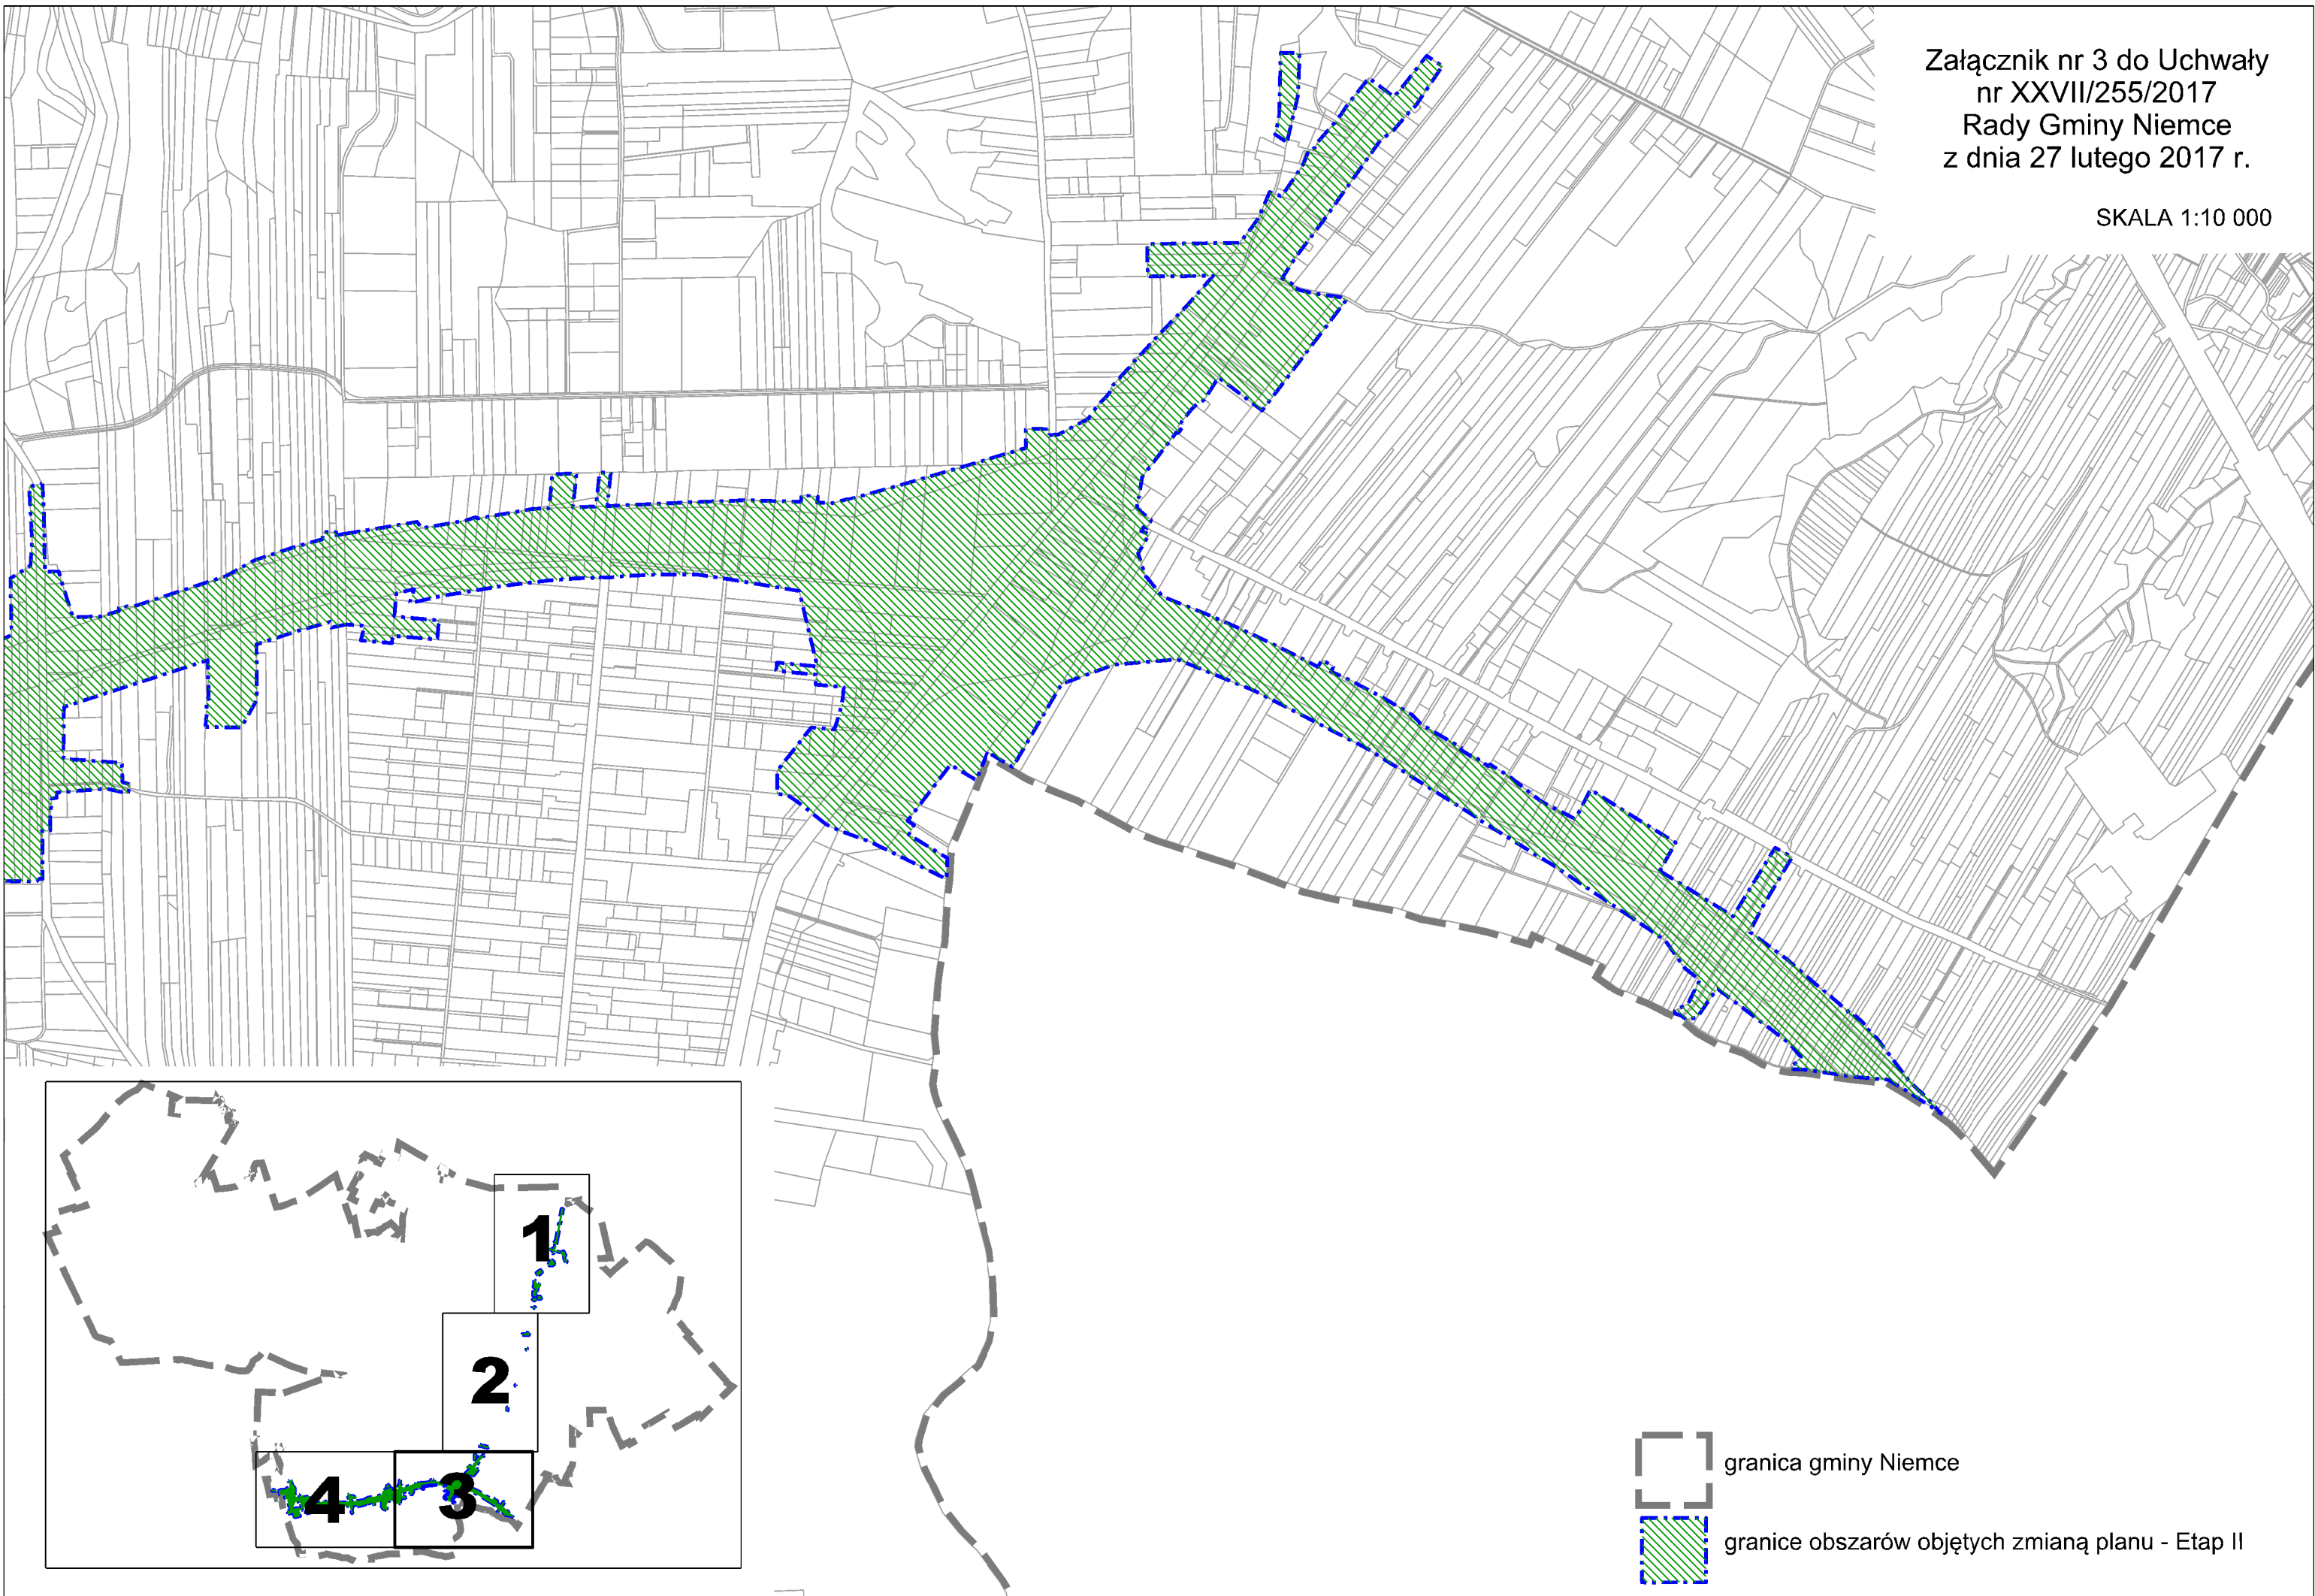 Załącznik nr 3 do Uchwały
nr XXVII/255/2017
Rady Gminy Niemce
z dnia 27 lutego 2017 r.
SKALA 1:10 000
1
2
4
3
granica gminy Niemce
granice obszarów objętych zmianą planu - Etap II